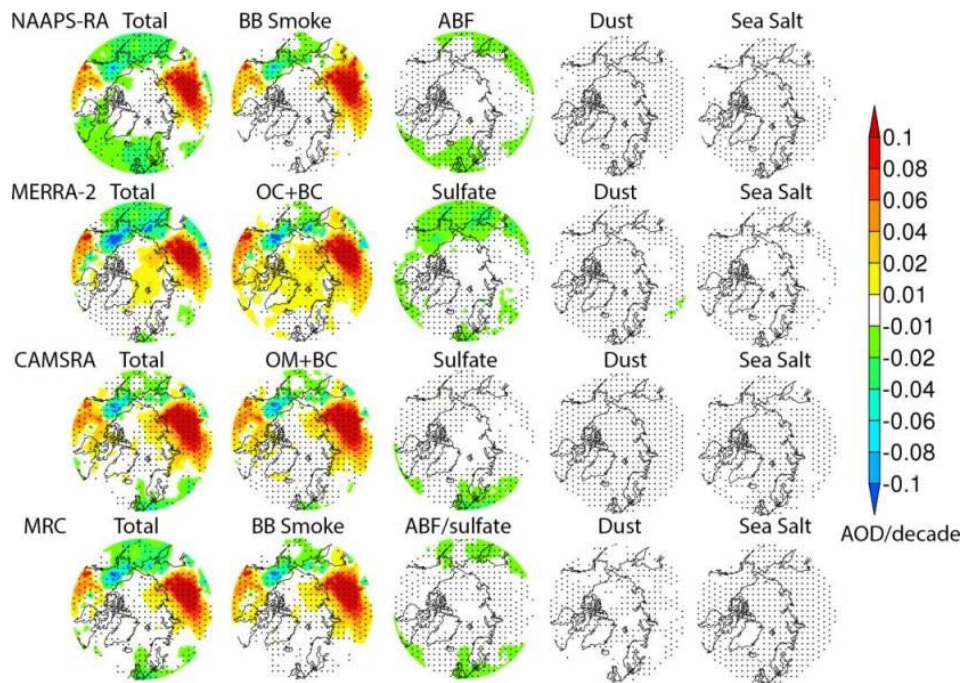 NAAPS-RA Total BB Smoke ABF Dust Sea Salt
MERRA-2 Total OC+BC Sulfate Dust Sea Salt
CAMSRA Total OM+BC Sulfate Dust Sea Salt
MRC Total BB Smoke ABF/sulfate Dust Sea Salt
0.1
0.08
0.06
0.04
0.02
0.01
-0.01
-0.02
-0.04
-0.06
-0.08
-0.1
AOD/decade